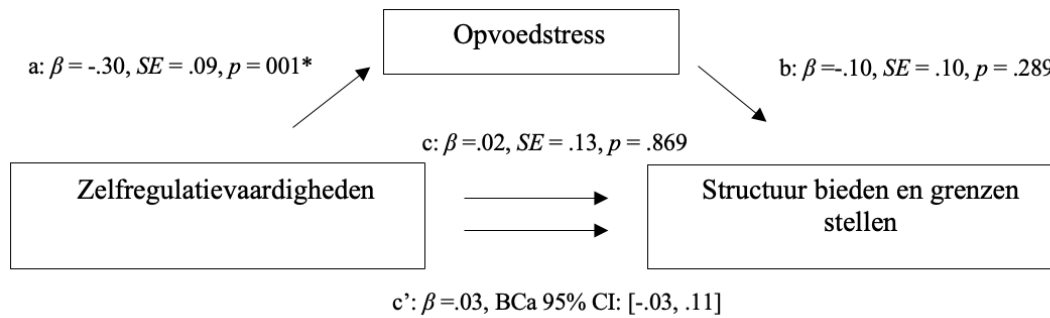 Opvoedstress
a: β = -.30, SE = .09, p = 001*
b: β =-.10, SE = .10, p = .289
c: β =.02, SE = .13, p = .869
Zelfregulatievaardigheden
Structuur bieden en grenzen
stellen
c’: β =.03, BCa 95% CI: [-.03, .11]